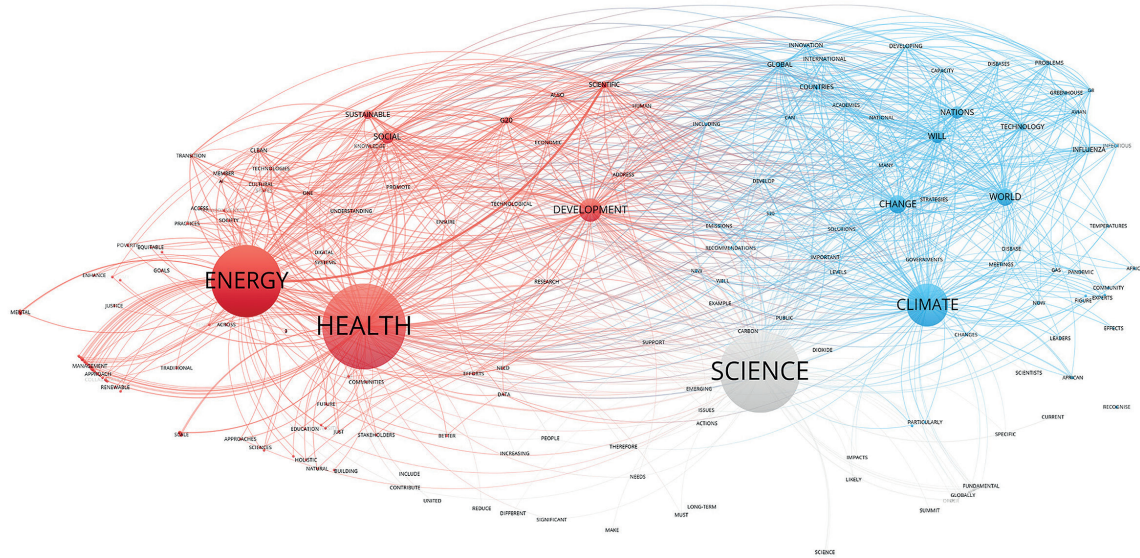 INNOVATION
DEVELOPING
INTERNATIONAL
GLOBAL
DISEASES
PROBLEMS
CAPACITY
SCIENTIFIC
COUNTRIES
GREENHOUSE
ALSO
HUMAN
ACADEMIES
SUSTAINABLE
NATIONS
AVIAN
G20
CAN
NATIONAL
INCLUDING
TECHNOLOGY
SOCIAL
WILL
ECONOMIC
KNOWLEDGE
INFLUENZA
INFECTIOUS
CLEAN
TRANSITION
MANY
TECHNOLOGIES
MEMBER
ADDRESS
CULTURAL
PROMOTE
DEVELOP
ONE
WORLD
ACCESS
STRATEGIES
TECHNOLOGICAL
CHANGE
UNDERSTANDING
DEVELOPMENT
SOCIETY
PRACTICES
ENSURE
EMISSIONS
TEMPERATURES
SOLUTIONS
POVERTY
EQUITABLE
RECOMMENDATIONS
DISEASE
DIGITAL
IMPORTANT
GOVERNMENTS
SYSTEMS
MEETINGS
AFRICA
GOALS
LEVELS
GAS
PANDEMIC
ENHANCE
NEW
ENERGY
RESEARCH
WELL
COMMUNITY
FIGURE
EXPERTS
JUSTICE
EXAMPLE
CLIMATE
NOW
MENTAL
PUBLIC
HEALTH
ACROSS
EFFECTS
CARBON
CHANGES
LEADERS
SUPPORT
DIOXIDE
MANAGEMENT
TRADITIONAL
NEED
SCIENCE
APPROACH
EFFORTS
SCIENTISTS
AFRICAN
COMMUNITIES
RENEWABLE
EMERGING
DATA
FUTURE
ISSUES
RECOGNISE
CURRENT
ACTIONS
PARTICULARLY
EDUCATION
JUST
SCALE
STAKEHOLDERS
BETTER
SPECIFIC
APPROACHES
PEOPLE
SCIENCES
THEREFORE
INCREASING
HOLISTIC
IMPACTS
NATURAL
BUILDING
INCLUDE
NEEDS
LIKELY
CONTRIBUTE
FUNDAMENTAL
GLOBALLY
UNITED
REDUCE
LONG-TERM
SUMMIT
DIFFERENT
MUST
SIGNIFICANT
MAKE
SCIENCE